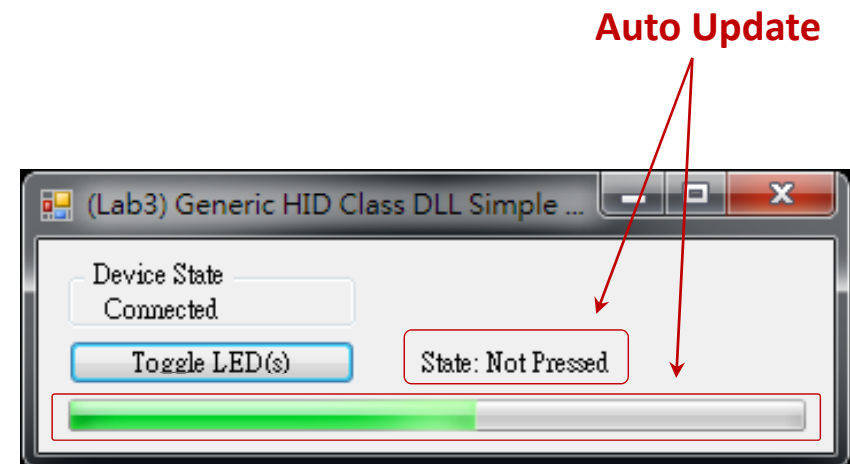 Auto Update
(Lab3) Generic HID Class DLL Simple ...
Device State
Connected
Toggle LED(s)
State: Not Pressed